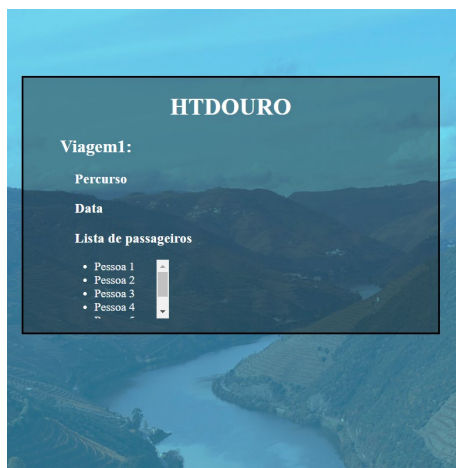 HTDOURO
Viagem1:
Percurso
Data
Lista de passageiros
Pessoa 1
Pessoa 2
Pessoa 3
Pessoa 4